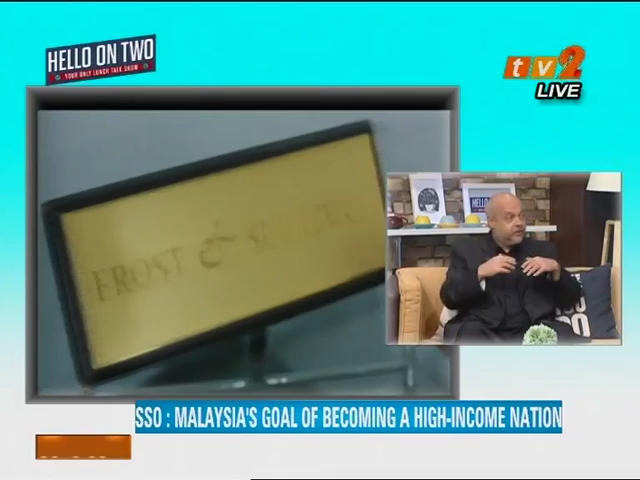 HELLO ON TWO
YOUR ONLY LUNCH TALK SHOW
tv2
LIVE
FROST &
HELLO
SSO : MALAYSIA'S GOAL OF BECOMING A HIGH-INCOME NATION